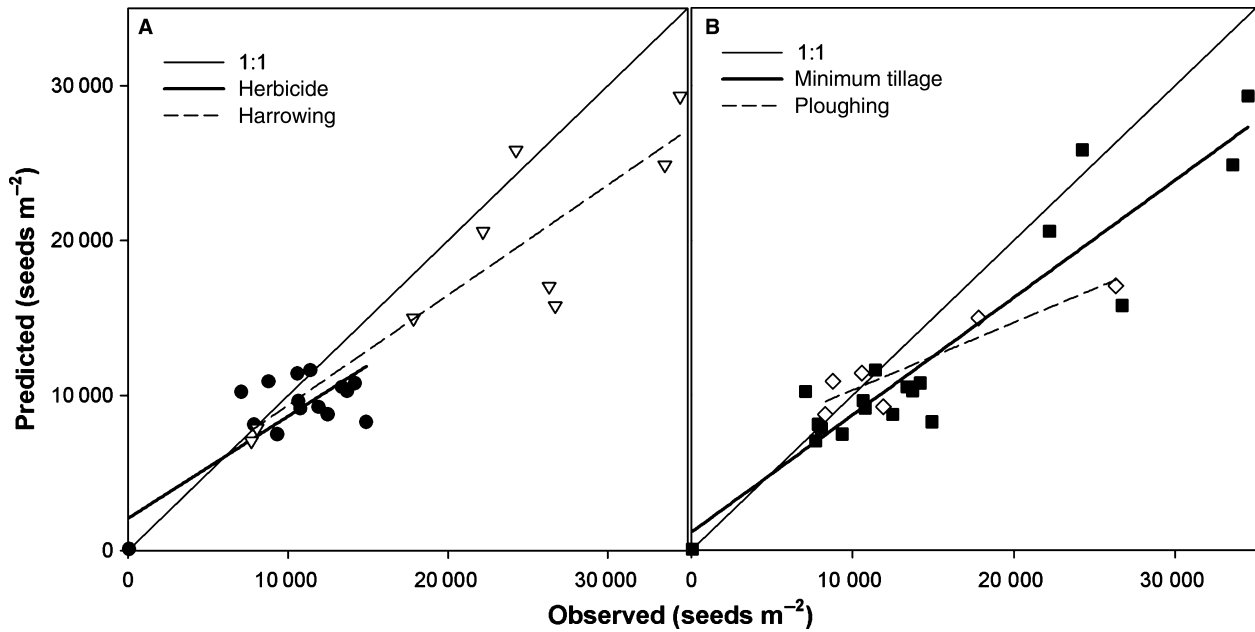 A
1:1
Herbicide
Harrowing
B
1:1
Minimum tillage
Ploughing
30 000
20 000
10 000
0
Predicted (seeds m⁻²)
0
10 000
20 000
30 000
0
10 000
20 000
30 000
Observed (seeds m⁻²)